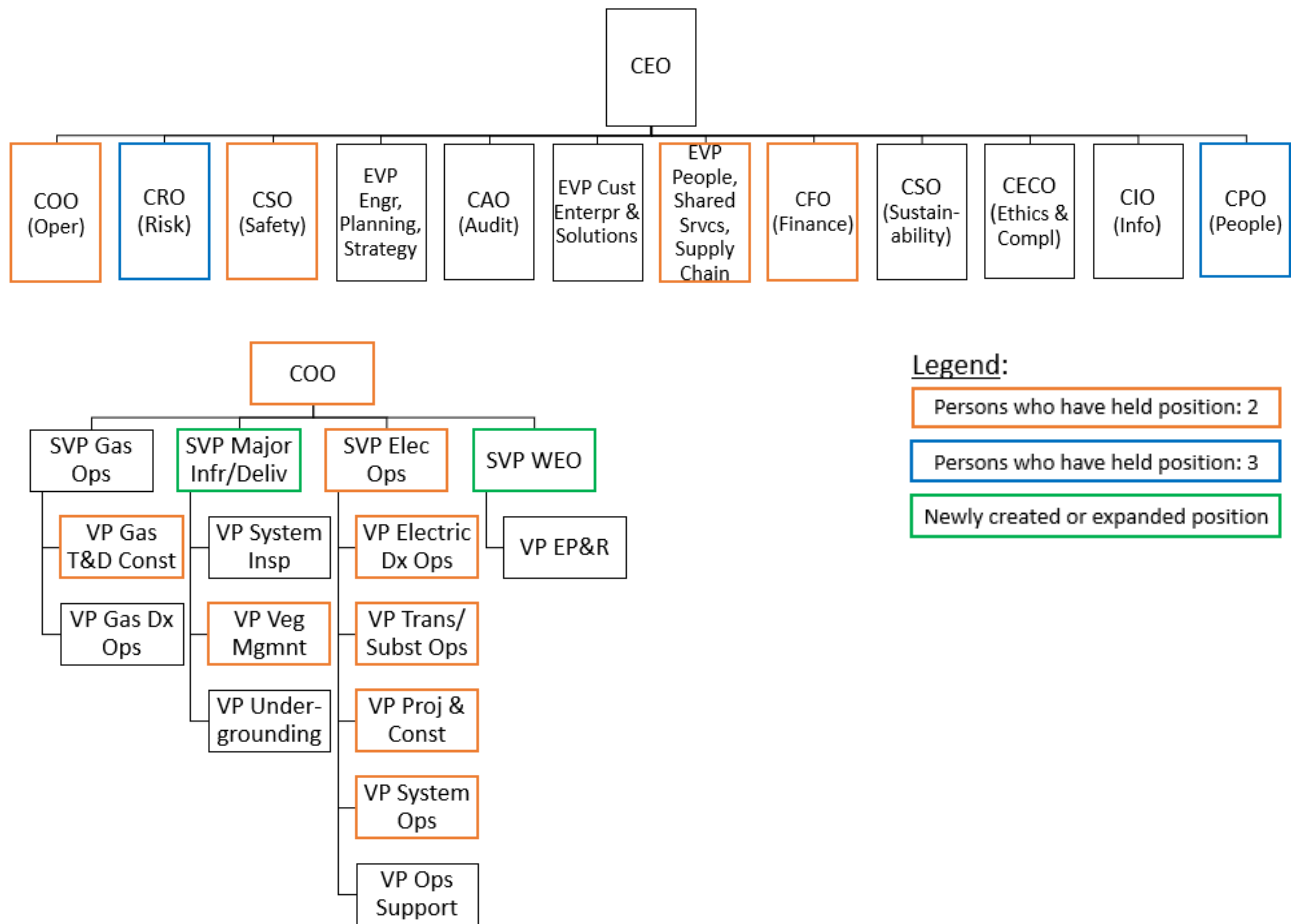 CEO
COO
(Oper)
CRO
(Risk)
CSO
(Safety)
EVP
Engr,
Planning,
Strategy
CAO
(Audit)
EVP Cust
Enterpr &
Solutions
EVP
People,
Shared
Srvcs,
Supply
Chain
CFO
(Finance)
CSO
(Sustain-
ability)
CECO
(Ethics &
Compl)
CIO
(Info)
CPO
(People)
COO
SVP Gas
Ops
SVP Major
Infr/Deliv
SVP Elec
Ops
SVP WEO
VP Gas
T&D Const
VP Gas Dx
Ops
VP System
Insp
VP Veg
Mgmnt
VP Under-
grounding
VP Electric
Dx Ops
VP Trans/
Subst Ops
VP Proj &
Const
VP System
Ops
VP Ops
Support
VP EP&R
Legend:
Persons who have held position: 2
Persons who have held position: 3
Newly created or expanded position